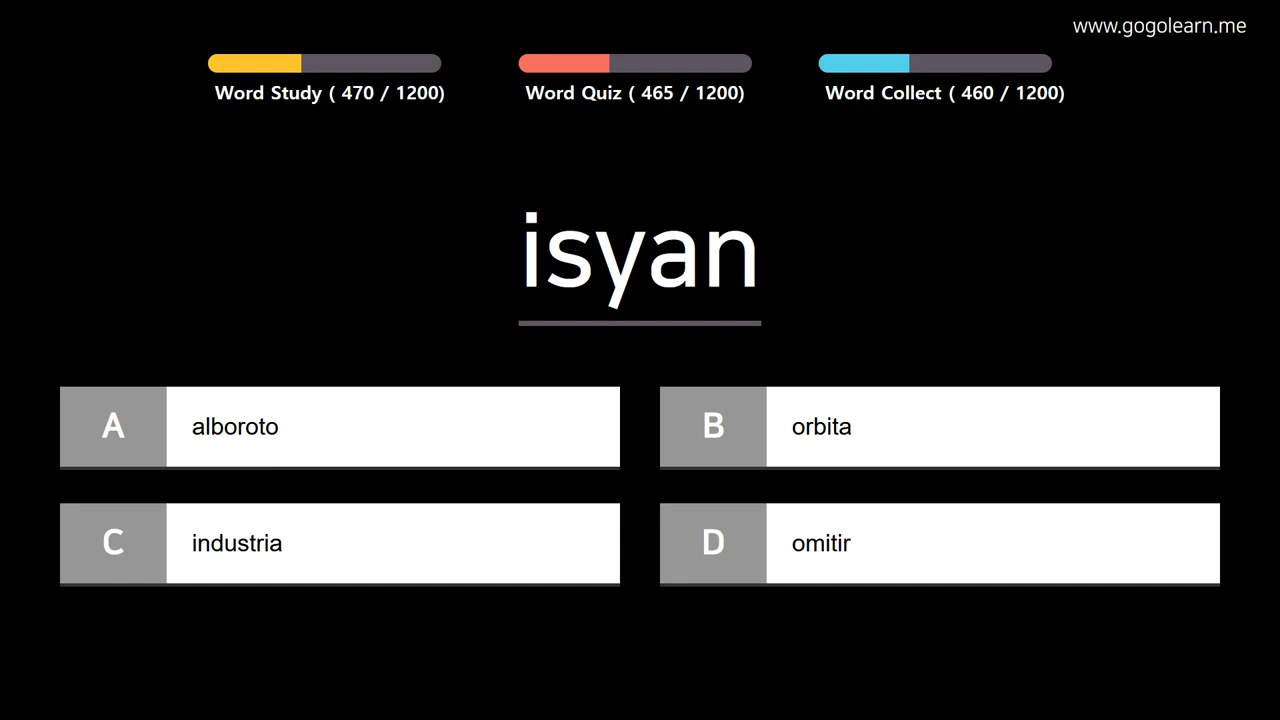 www.gogolearn.me
Word Study ( 470 / 1200)
Word Quiz ( 465 / 1200)
Word Collect ( 460 / 1200)
isyan
A alboroto
B orbita
C industria
D omitir